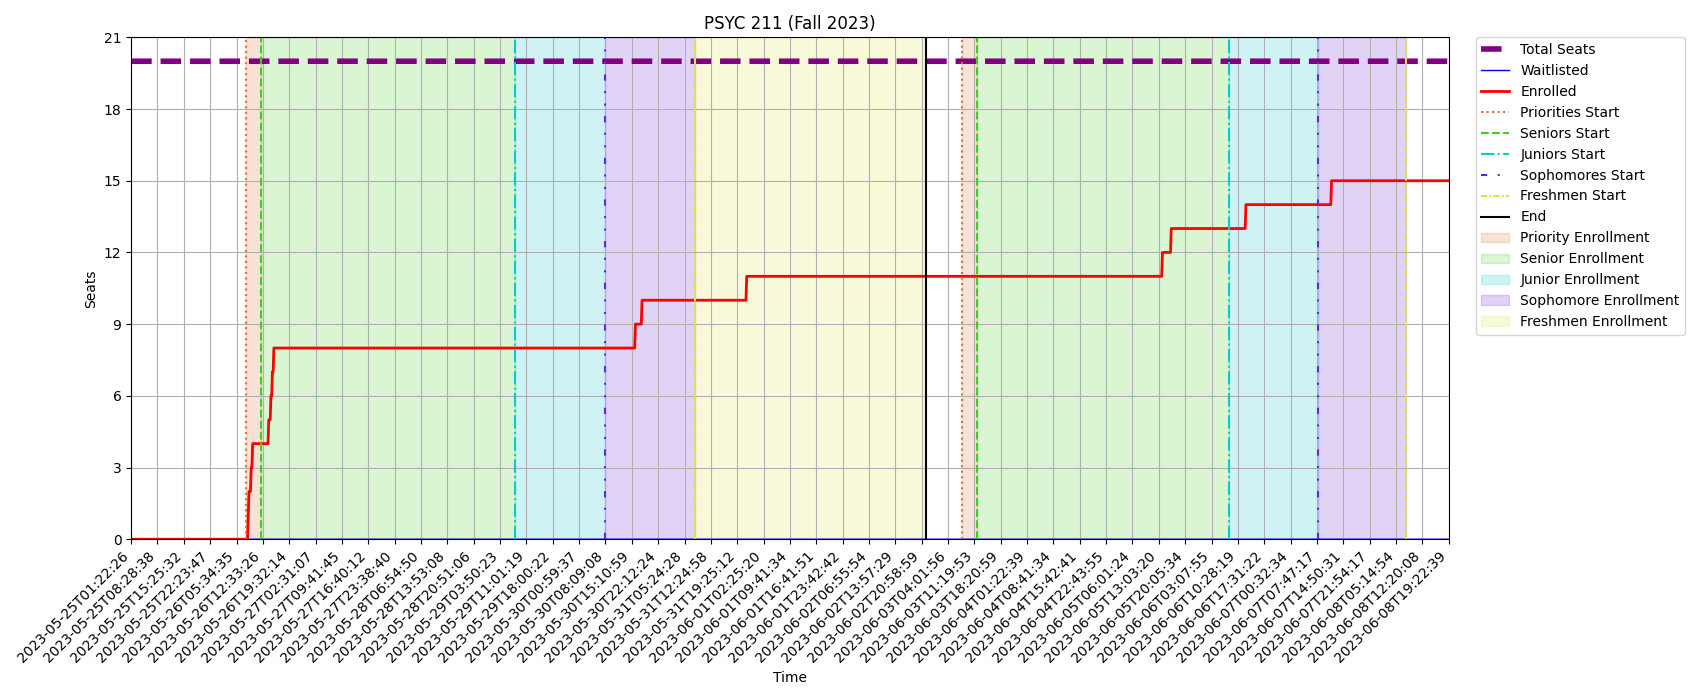 PSYC 211 (Fall 2023)
21
18
15
12
9
6
3
0
Seats
2023-05-25T01:22:26
2023-05-25T08:28:38
2023-05-25T15:25:32
2023-05-25T22:23:47
2023-05-26T05:34:35
2023-05-26T12:33:26
2023-05-26T19:32:14
2023-05-27T02:31:07
2023-05-27T09:41:45
2023-05-27T16:40:12
2023-05-27T23:38:40
2023-05-28T06:54:50
2023-05-28T13:53:08
2023-05-28T20:51:06
2023-05-29T03:50:23
2023-05-29T11:01:19
2023-05-29T18:00:22
2023-05-30T00:59:37
2023-05-30T08:09:08
2023-05-30T15:10:59
2023-05-30T22:12:24
2023-05-31T05:24:28
2023-05-31T12:24:58
2023-05-31T19:25:12
2023-06-01T02:25:20
2023-06-01T09:41:34
2023-06-01T16:41:51
2023-06-01T23:42:42
2023-06-02T06:55:54
2023-06-02T13:57:29
2023-06-02T20:58:59
2023-06-03T04:01:56
2023-06-03T11:19:53
2023-06-03T18:20:59
2023-06-04T01:22:39
2023-06-04T08:41:34
2023-06-04T15:42:41
2023-06-04T22:43:55
2023-06-05T06:01:24
2023-06-05T13:03:20
2023-06-05T20:05:34
2023-06-06T03:07:55
2023-06-06T10:28:19
2023-06-06T17:31:22
2023-06-07T00:32:34
2023-06-07T07:47:17
2023-06-07T14:50:31
2023-06-07T21:54:17
2023-06-08T05:14:54
2023-06-08T12:20:08
2023-06-08T19:22:39
Time
Total Seats
Waitlisted
Enrolled
Priorities Start
Seniors Start
Juniors Start
Sophomores Start
Freshmen Start
End
Priority Enrollment
Senior Enrollment
Junior Enrollment
Sophomore Enrollment
Freshmen Enrollment